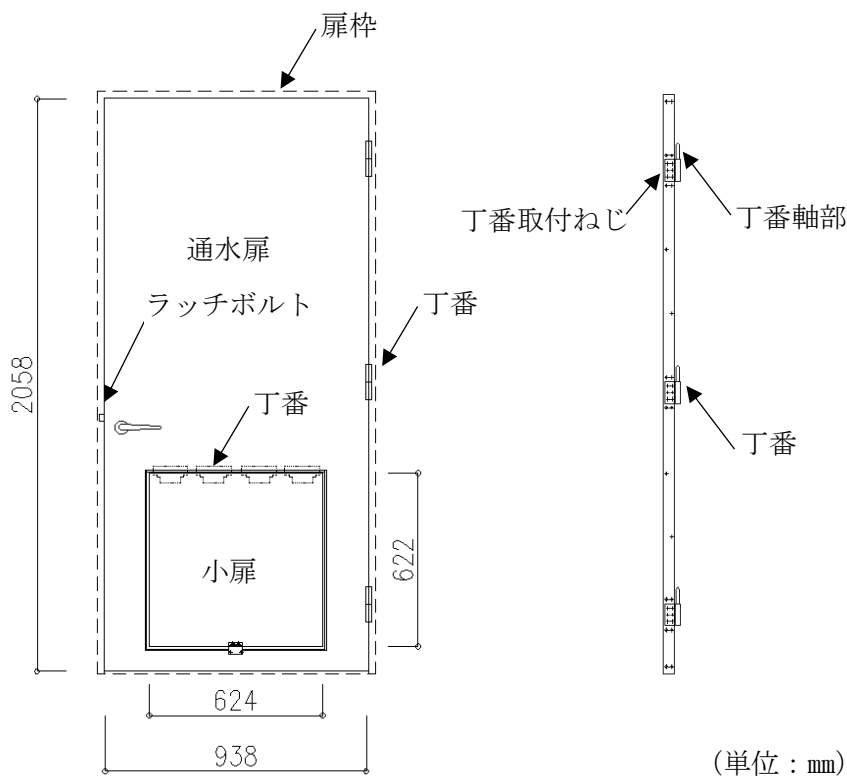 扉枠
丁番取付ねじ
丁番軸部
通水扉
ラッチボルト
丁番
2058
丁番
丁番
小扉
622
624
938
(単位：mm)